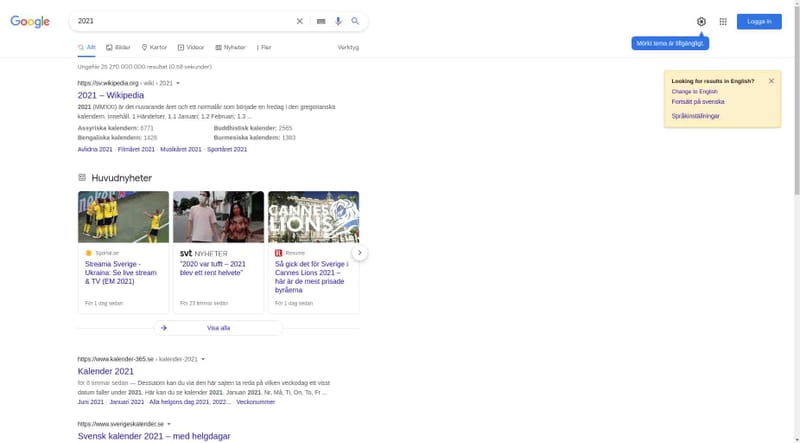 Google
2021
Logga in
Allt
Bilder
Kartor
Videor
Nyheter
Fler
Verktyg
Mörkt tema är tillgängligt.
Ungefär 25 270 000 000 resultat (0,58 sekunder)
https://sv.wikipedia.org › wiki › 2021
2021 – Wikipedia
2021 (MMXXI) är det nuvarande året och ett normalår som började en fredag i den gregorianska
kalendern. Innehåll. 1 Händelser. 1.1 Januari; 1.2 Februari; 1.3 ...
Assyriska kalendern: 6771
Buddhistisk kalender: 2565
Bengaliska kalendern: 1428
Burmesiska kalendern: 1383
Avlidna 2021 · Filmåret 2021 · Musikåret 2021 · Sportåret 2021
Looking for results in English?
Change to English
Fortsätt på svenska
Språkinställningar
Huvudnyheter
CANNES
LIONS
Sportal.se
Streama Sverige -
Ukraina: Se live stream
& TV (EM 2021)
För 1 dag sedan
svt NYHETER
"2020 var tufft – 2021
blev ett rent helvete"
För 23 timmar sedan
Resume
Så gick det för Sverige i
Cannes Lions 2021 –
här är de mest prisade
byråerna
För 1 dag sedan
Visa alla
https://www.kalender-365.se › kalender-2021
Kalender 2021
för 8 timmar sedan — Dessutom kan du via den här sajten ta reda på vilken veckodag ett visst
datum faller under 2021. Här kan du se kalender 2021. Januari 2021. Nr, Må, Ti, On, To, Fr ...
Juni 2021 · Januari 2021 · Alla helgons dag 2021, 2022... · Veckonummer
https://www.sverigeskalender.se
Svensk kalender 2021 – med helgdagar